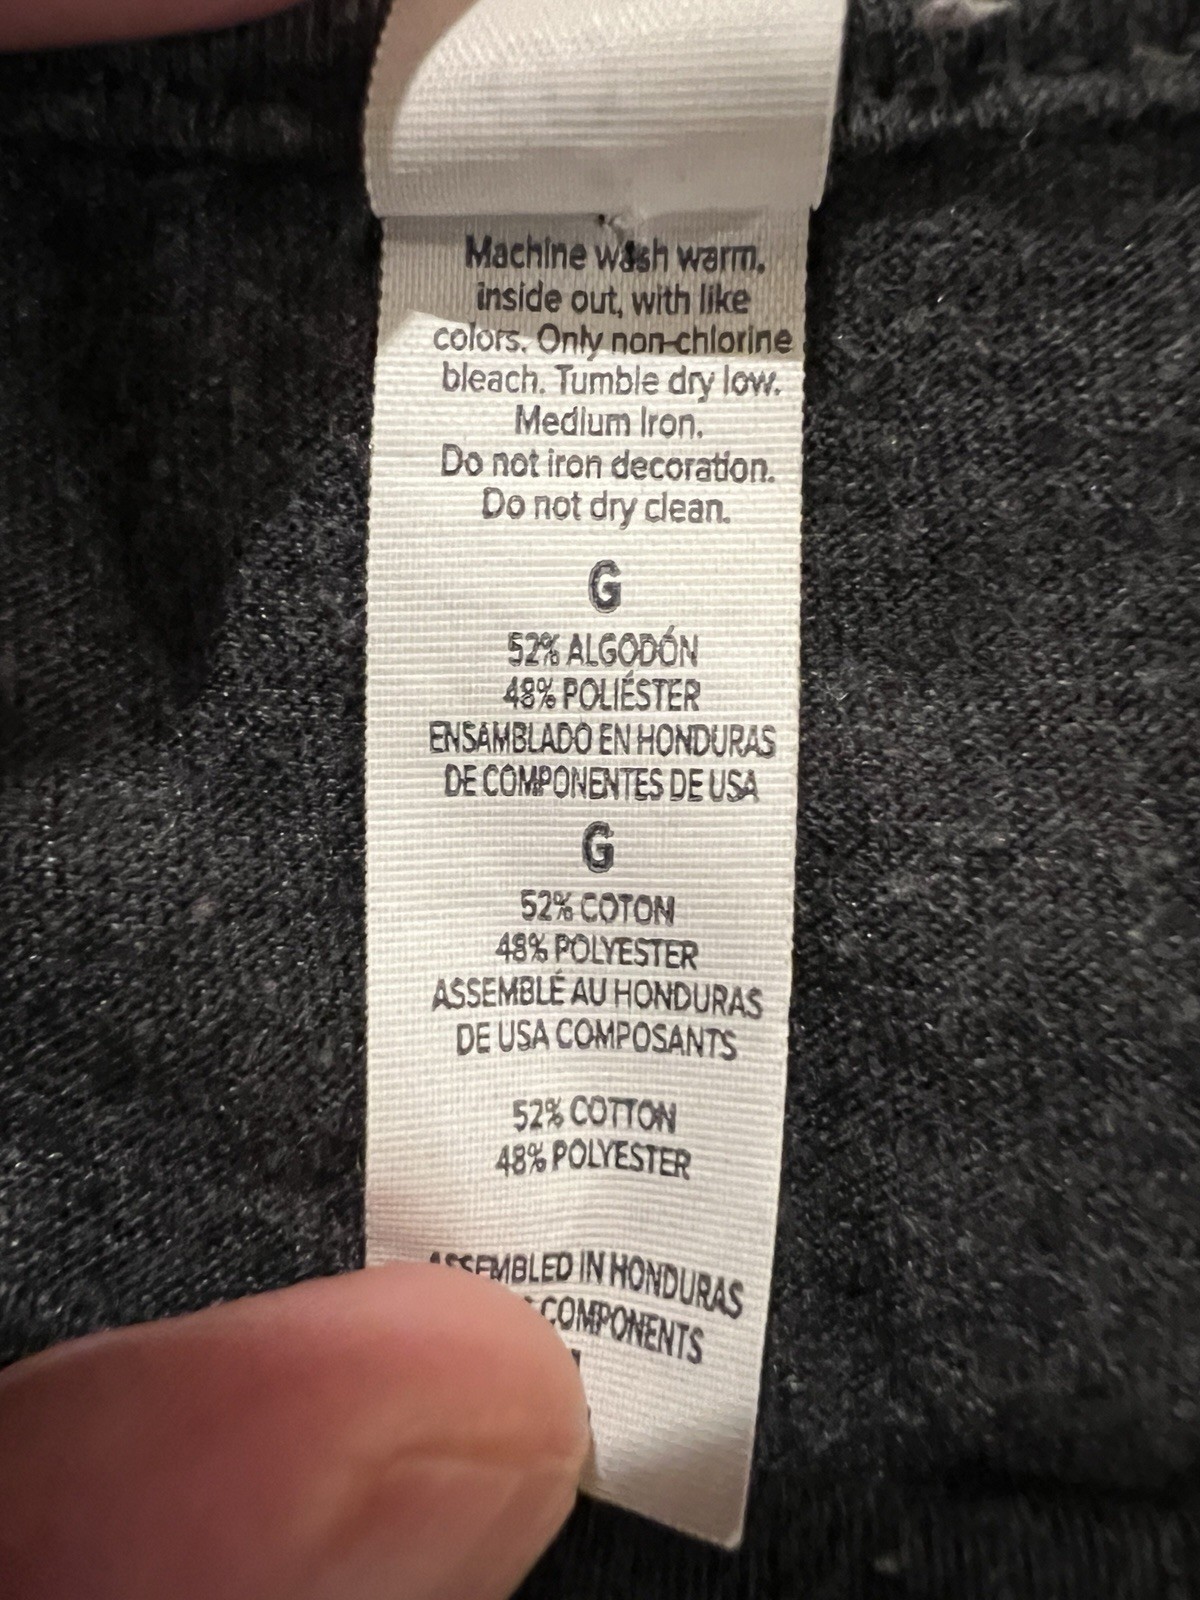 Machine wash warm,
inside out, with like
colors. Only non-chlorine
bleach. Tumble dry low.
Medium Iron.
Do not iron decoration.
Do not dry clean.
G
52% ALGODÓN
48% POLIÉSTER
ENSAMBLADO EN HONDURAS
DE COMPONENTES DE USA
G
52% COTON
48% POLYESTER
ASSEMBLÉ AU HONDURAS
DE USA COMPOSANTS
52% COTTON
48% POLYESTER
ASSEMBLED IN HONDURAS
COMPONENTS